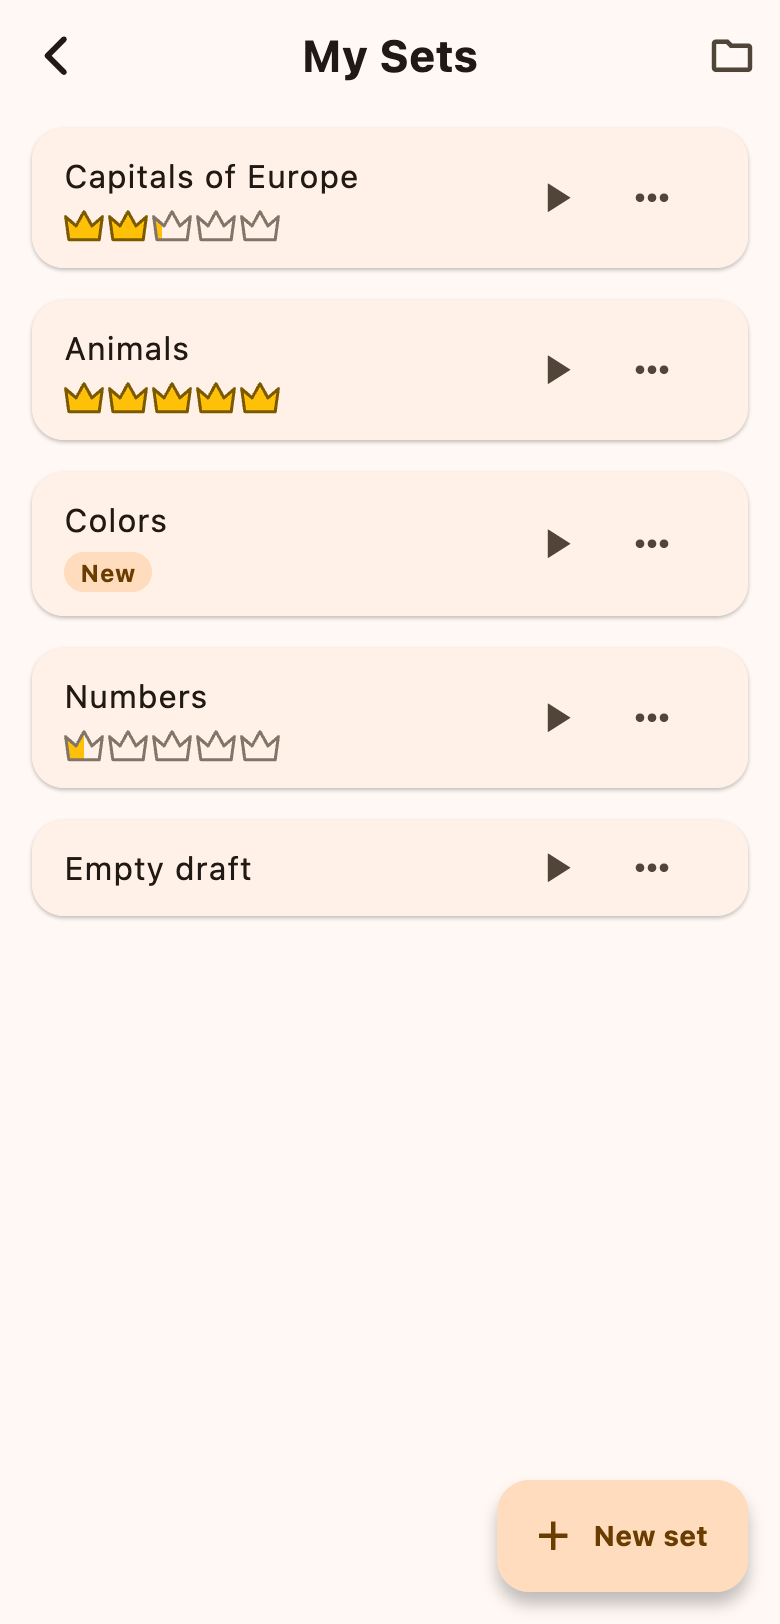 My Sets
Capitals of Europe
Animals
Colors
New
Numbers
Empty draft
New set